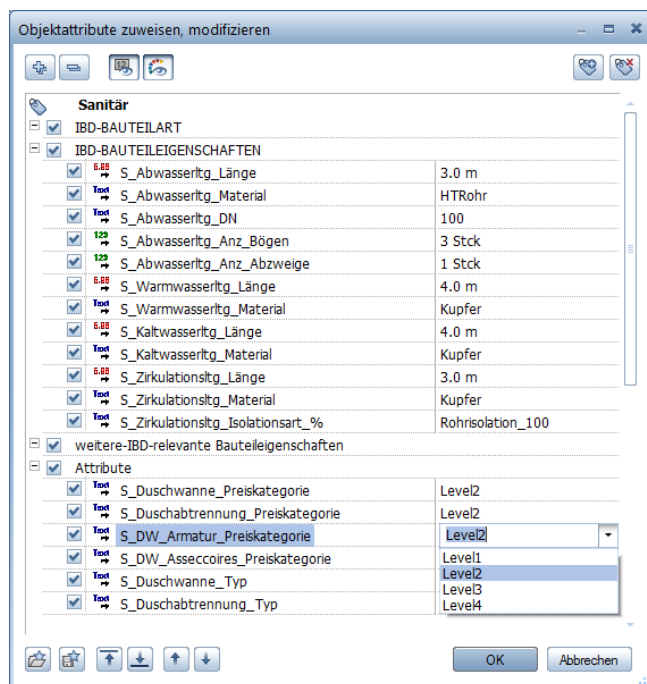 Objektattribute zuweisen, modifizieren
Sanitär
IBD-BAUTEILART
IBD-BAUTEILEIGENSCHAFTEN
S_Abwasserltg_Länge 3.0 m
S_Abwasserltg_Material HTRohr
S_Abwasserltg_DN 100
S_Abwasserltg_Anz_Bögen 3 Stck
S_Abwasserltg_Anz_Abzweige 1 Stck
S_Warmwasserltg_Länge 4.0 m
S_Warmwasserltg_Material Kupfer
S_Kaltwasserltg_Länge 4.0 m
S_Kaltwasserltg_Material Kupfer
S_Zirkulationsltg_Länge 3.0 m
S_Zirkulationsltg_Material Kupfer
S_Zirkulationsltg_Isolationsart_% Rohrisolation_100
weitere-IBD-relevante Bauteileigenschaften
Attribute
S_Duschwanne_Preiskategorie Level2
S_Duschabtrennung_Preiskategorie Level2
S_DW_Armatur_Preiskategorie Level2
S_DW_Asseccoires_Preiskategorie Level1
S_Duschwanne_Typ Level2
Level3
S_Duschabtrennung_Typ Level4
OK Abbrechen